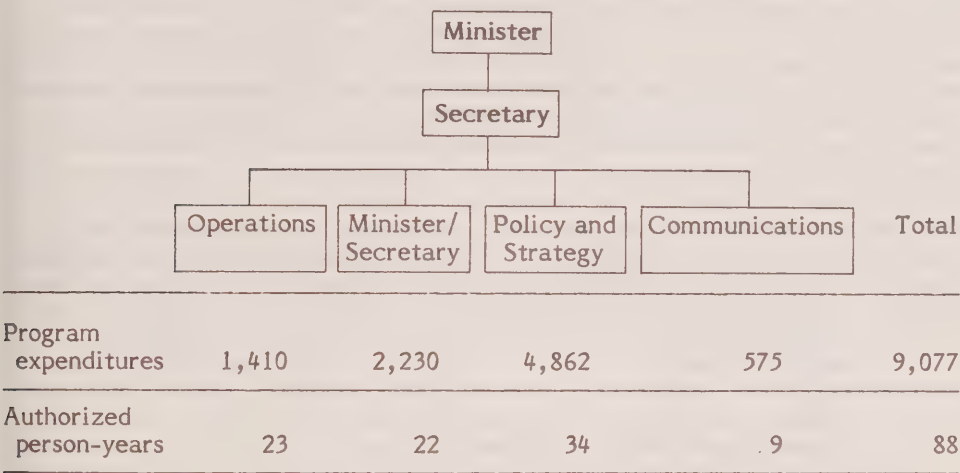 Minister
Secretary
Operations
Minister/
Secretary
Policy and
Strategy
Communications
Total
Program
expenditures 1,410 2,230 4,862 575 9,077
Authorized
person-years 23 22 34 9 88